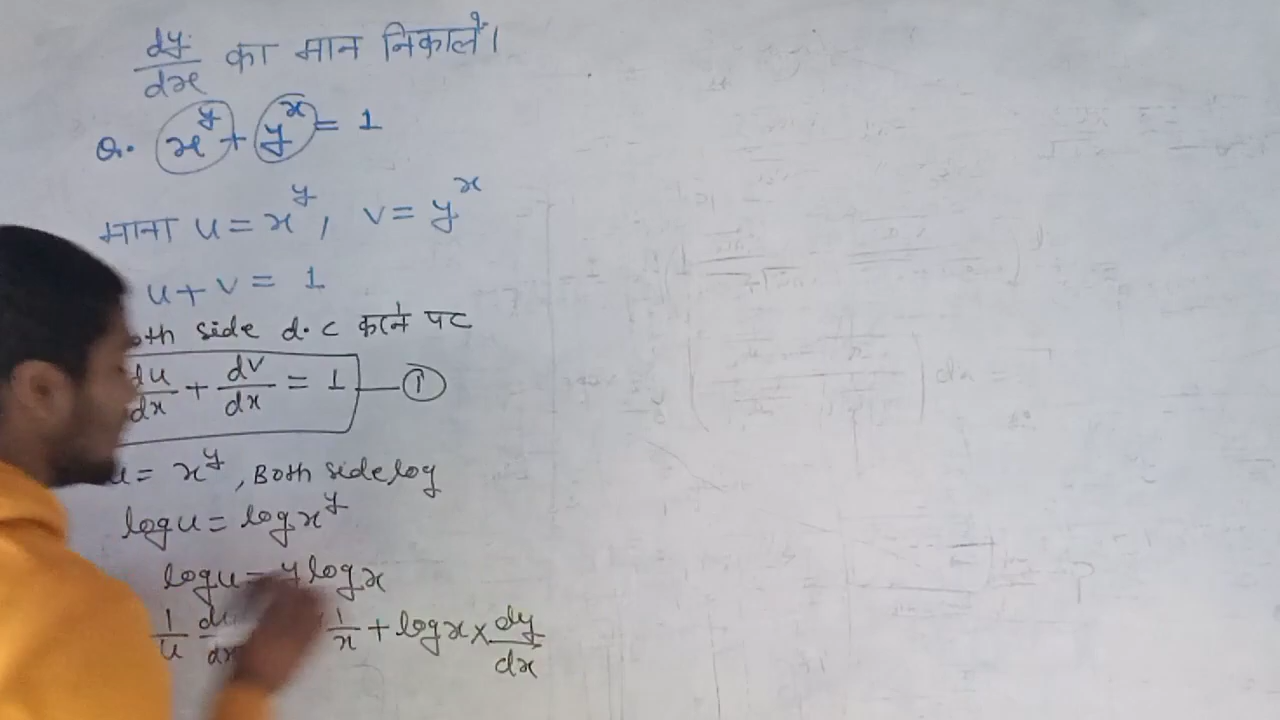 dy/dx का मान निकालें।
Q. x^y + y^x = 1
माना u = x^y, v = y^x
u + v = 1
oth side d.c करने पर
du/dx + dv/dx = 1 — ①
u = x^y, Both side log
log u = log x^y
log u = y log x
1/u du/dx 1/x + log x × dy/dx